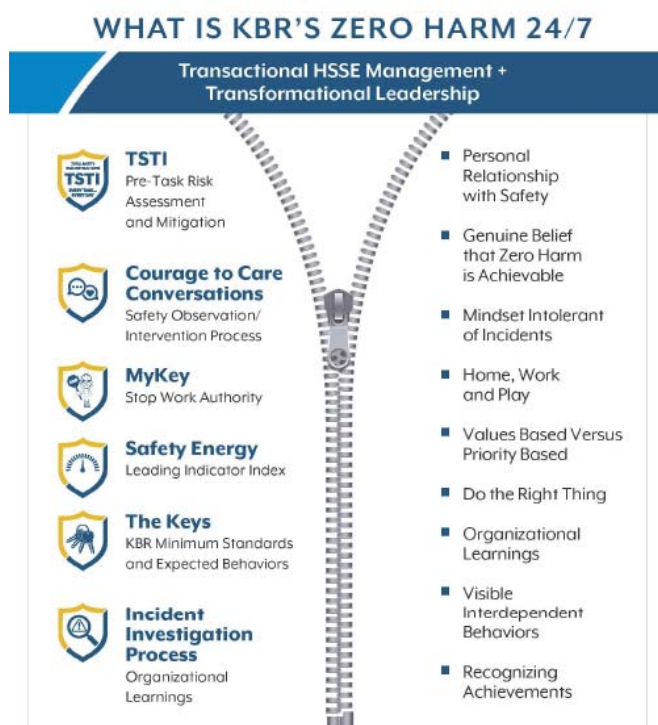 WHAT IS KBR'S ZERO HARM 24/7
Transactional HSSE Management +
Transformational Leadership
TSTI
TSTI
Pre-Task Risk
Assessment
and Mitigation
Courage to Care
Conversations
Safety Observation/
Intervention Process
MyKey
Stop Work Authority
Safety Energy
Leading Indicator Index
The Keys
KBR Minimum Standards
and Expected Behaviors
Incident
Investigation
Process
Organizational
Learnings
Personal
Relationship
with Safety
Genuine Belief
that Zero Harm
is Achievable
Mindset Intolerant
of Incidents
Home, Work
and Play
Values Based Versus
Priority Based
Do the Right Thing
Organizational
Learnings
Visible
Interdependent
Behaviors
Recognizing
Achievements